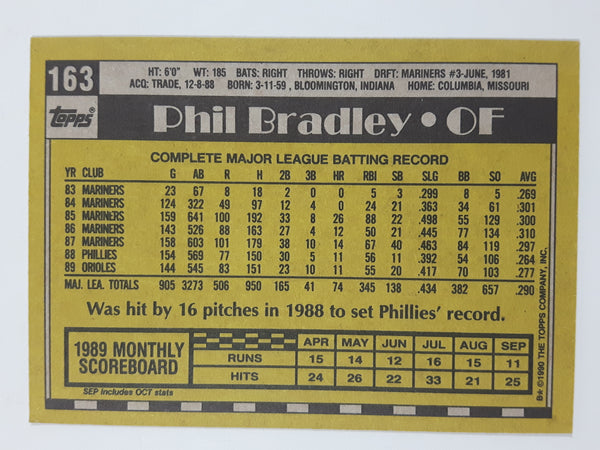 163 HT: 6'0" WT: 185 BATS: RIGHT THROWS: RIGHT DRFT: MARINERS #3-JUNE, 1981
ACQ: TRADE, 12-8-88 BORN: 3-11-59, BLOOMINGTON, INDIANA HOME: COLUMBIA, MISSOURI
Topps® Phil Bradley • OF
COMPLETE MAJOR LEAGUE BATTING RECORD
YR CLUB G AB R H 2B 3B HR RBI SB SLG BB SO AVG
83 MARINERS 23 67 8 18 2 0 0 5 3 .299 8 5 .269
84 MARINERS 124 322 49 97 12 4 0 24 21 .363 34 61 .301
85 MARINERS 159 641 100 192 33 8 26 88 22 .498 55 129 .300
86 MARINERS 143 526 88 163 27 4 12 50 21 .445 77 134 .310
87 MARINERS 158 603 101 179 38 10 14 67 40 .463 84 119 .297
88 PHILLIES 154 569 77 150 30 5 11 56 11 .392 54 106 .264
89 ORIOLES 144 545 83 151 23 10 11 55 20 .417 70 103 .277
MAJ. LEA. TOTALS 905 3273 506 950 165 41 74 345 138 .434 382 657 .290
Was hit by 16 pitches in 1988 to set Phillies' record.
1989 MONTHLY SCOREBOARD
APR MAY JUN JUL AUG SEP
RUNS 15 14 12 16 15 11
HITS 24 26 22 33 21 25
SEP includes OCT stats
B★ ©1990 THE TOPPS COMPANY, INC.